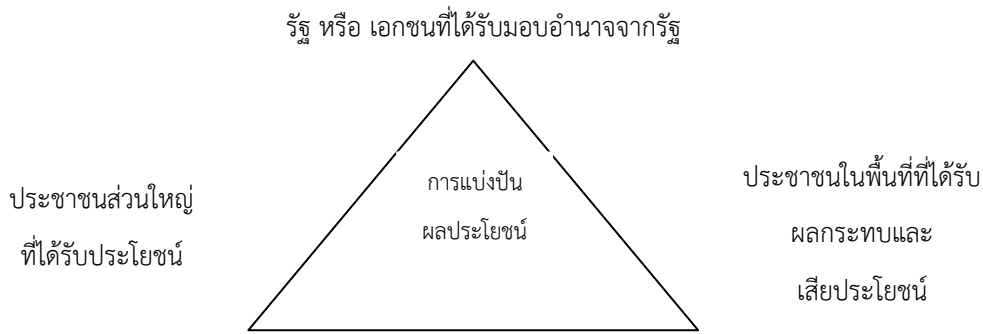 รัฐ หรือ เอกชนที่ได้รับมอบอำนาจจากรัฐ
ประชาชนส่วนใหญ่
ที่ได้รับประโยชน์
การแบ่งปัน
ผลประโยชน์
ประชาชนในพื้นที่ที่ได้รับ
ผลกระทบและ
เสียประโยชน์